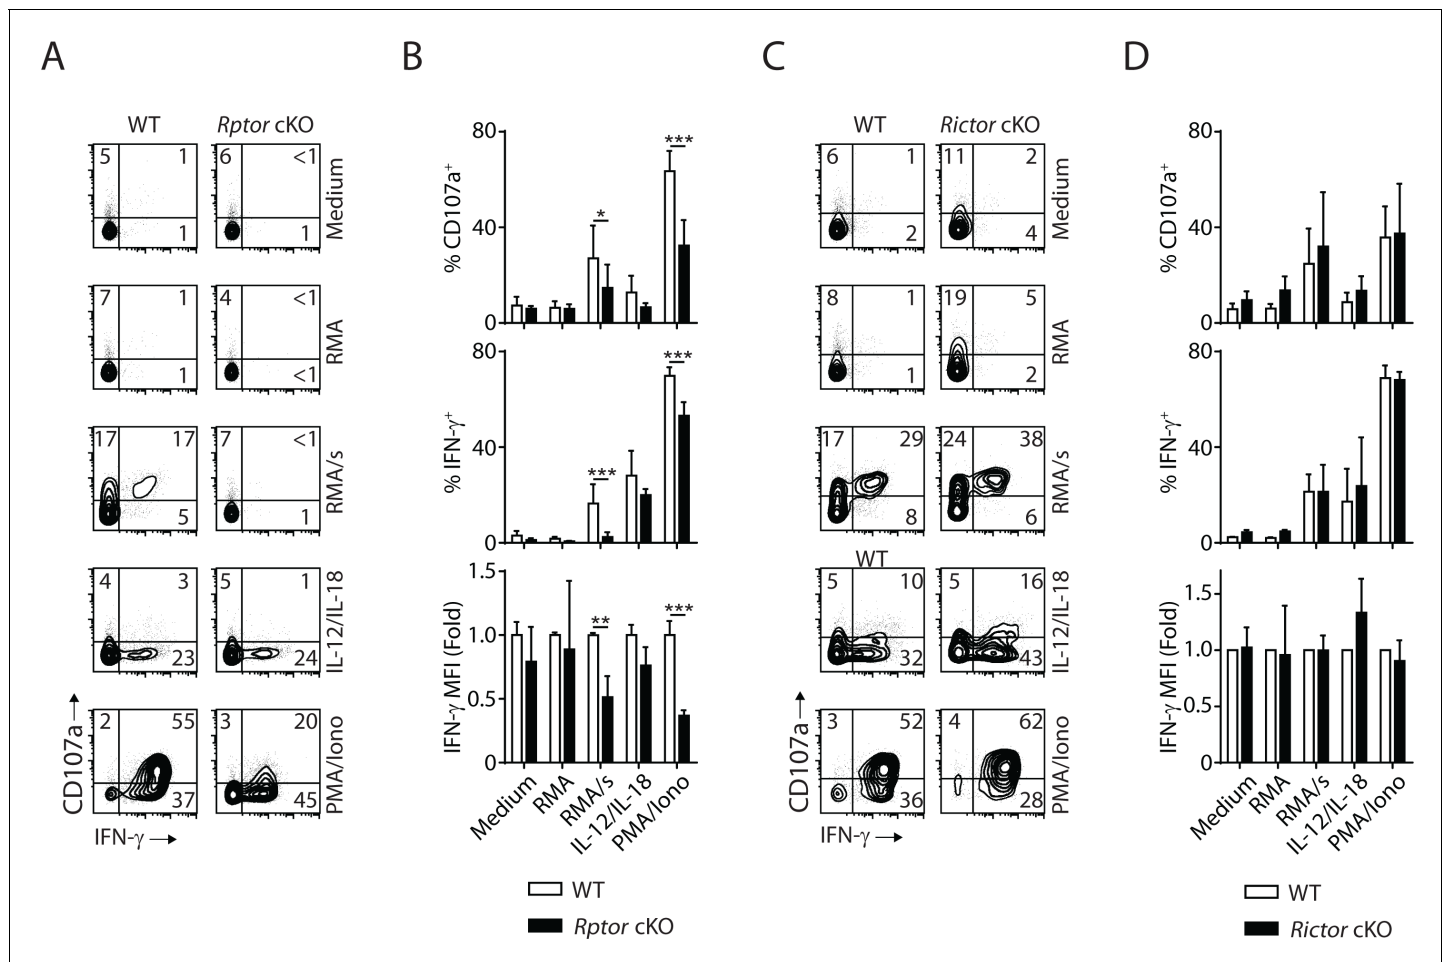 A
B
C
D
WT Rptor cKO
5 1 6 <1
1 1
Medium
7 1 4 <1
1 <1
RMA
17 17 7 <1
5 1
RMA/s
4 3 5 1
23 24
IL-12/IL-18
2 55 3 20
37 45
PMA/Iono
CD107a
IFN-γ
80
40
0
% CD107a+
*
***
80
40
0
% IFN-γ+
***
***
1.5
1.0
0.5
0
IFN-γ MFI (Fold)
**
***
Medium
RMA
RMA/s
IL-12/IL-18
PMA/Iono
WT
Rptor cKO
WT Rictor cKO
6 1 11 2
2 4
Medium
8 1 19 5
1 2
RMA
17 29 24 38
8 6
RMA/s
WT
5 10 5 16
32 43
IL-12/IL-18
3 52 4 62
36 28
PMA/Iono
CD107a
IFN-γ
80
40
0
% CD107a+
80
40
0
% IFN-γ+
1.5
1.0
0.5
0
IFN-γ MFI (Fold)
Medium
RMA
RMA/s
IL-12/IL-18
PMA/Iono
WT
Rictor cKO